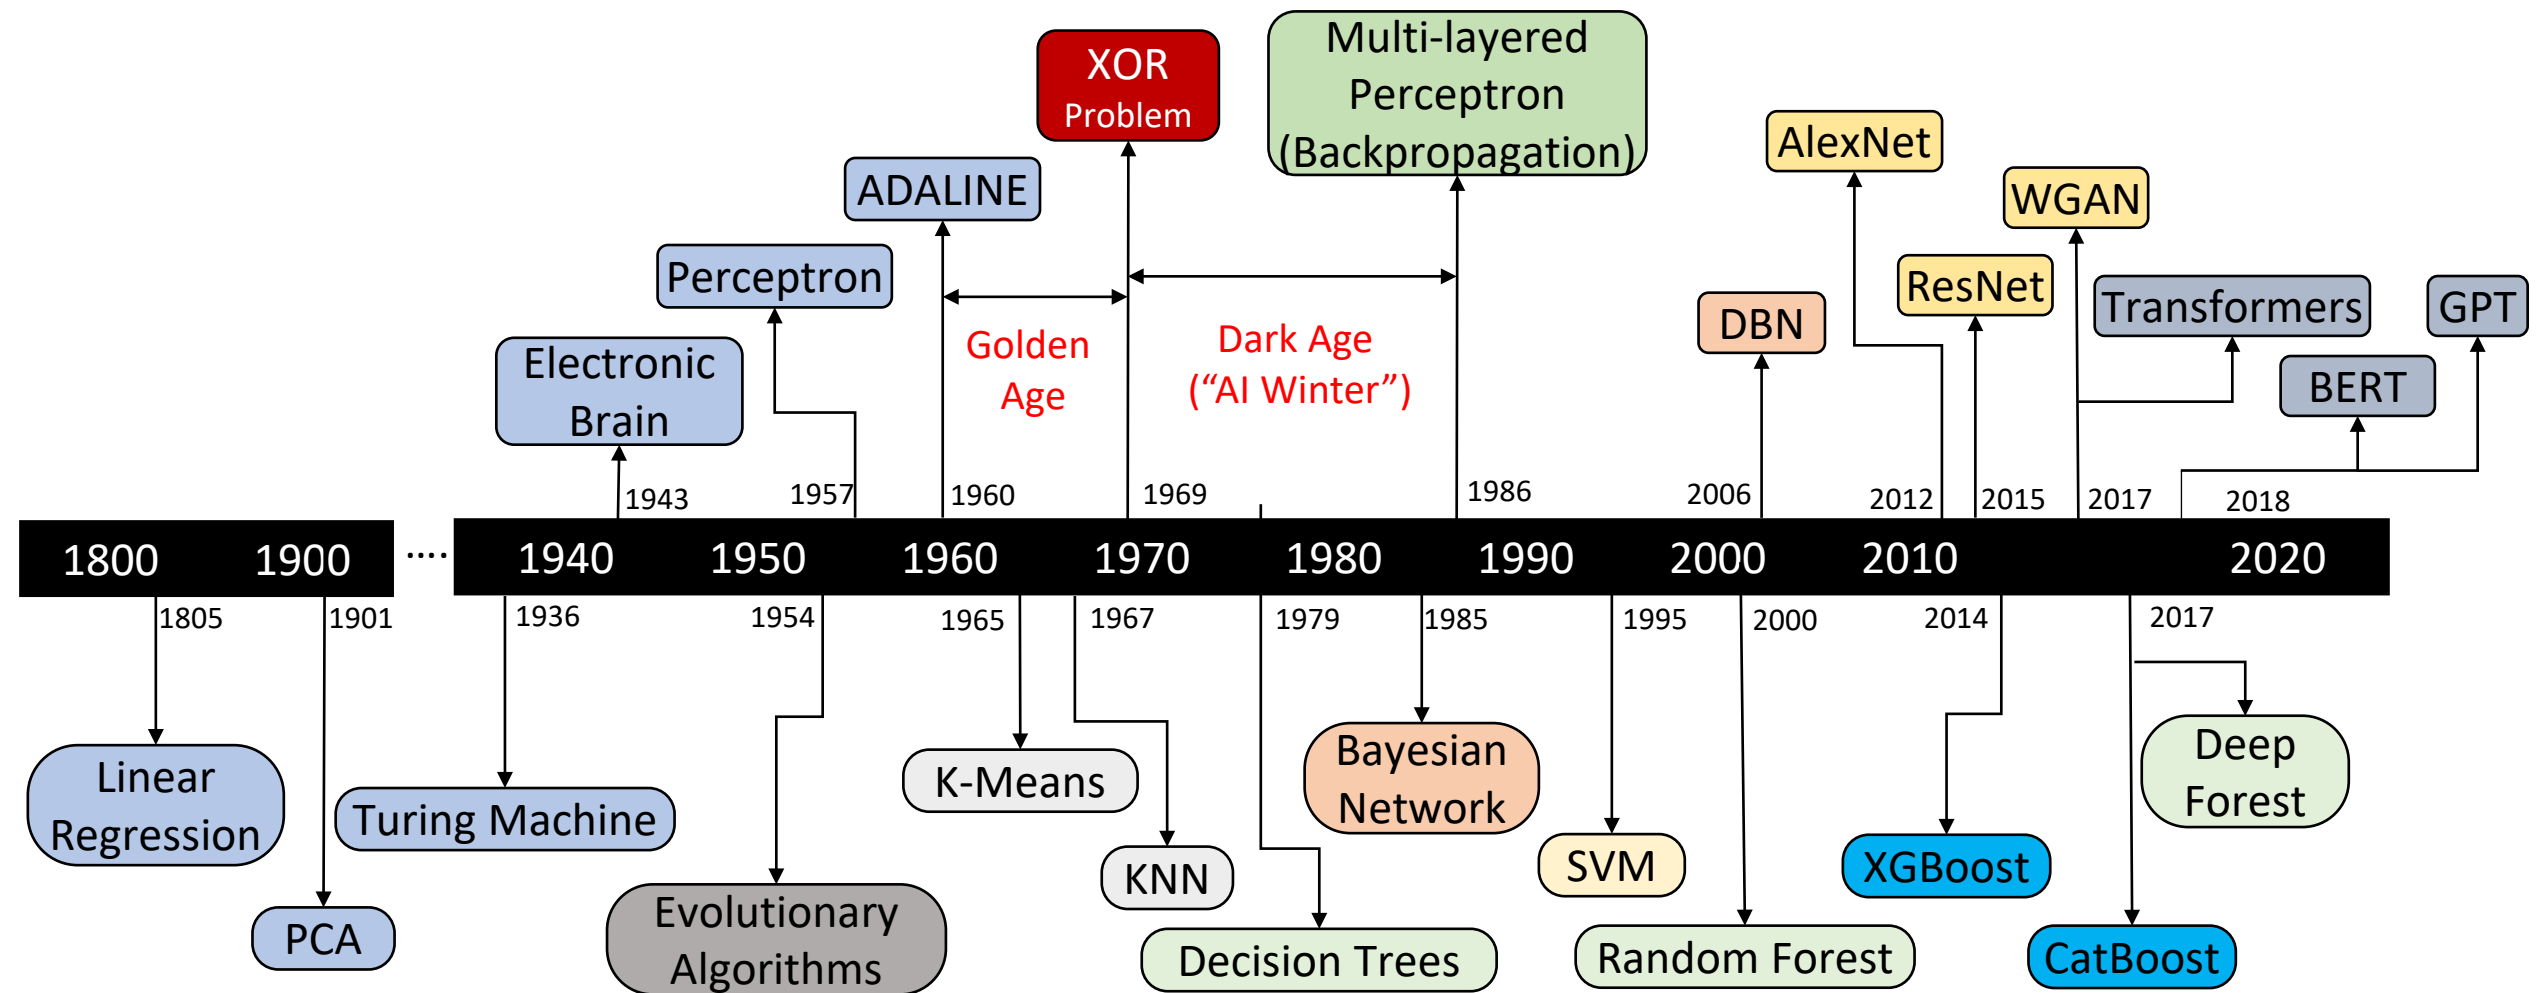 XOR
Problem
Multi-layered
Perceptron
(Backpropagation)
AlexNet
ADALINE
WGAN
Perceptron
ResNet
Transformers
GPT
DBN
Golden
Age
Dark Age
(“AI Winter”)
Electronic
Brain
BERT
1943
1957
1960
1969
1986
2006
2012
2015
2017
2018
1800
1900
....
1940
1950
1960
1970
1980
1990
2000
2010
2020
1805
1901
1936
1954
1965
1967
1979
1985
1995
2000
2014
2017
Linear
Regression
Turing Machine
K-Means
Bayesian
Network
Deep
Forest
KNN
SVM
XGBoost
PCA
Evolutionary
Algorithms
Decision Trees
Random Forest
CatBoost